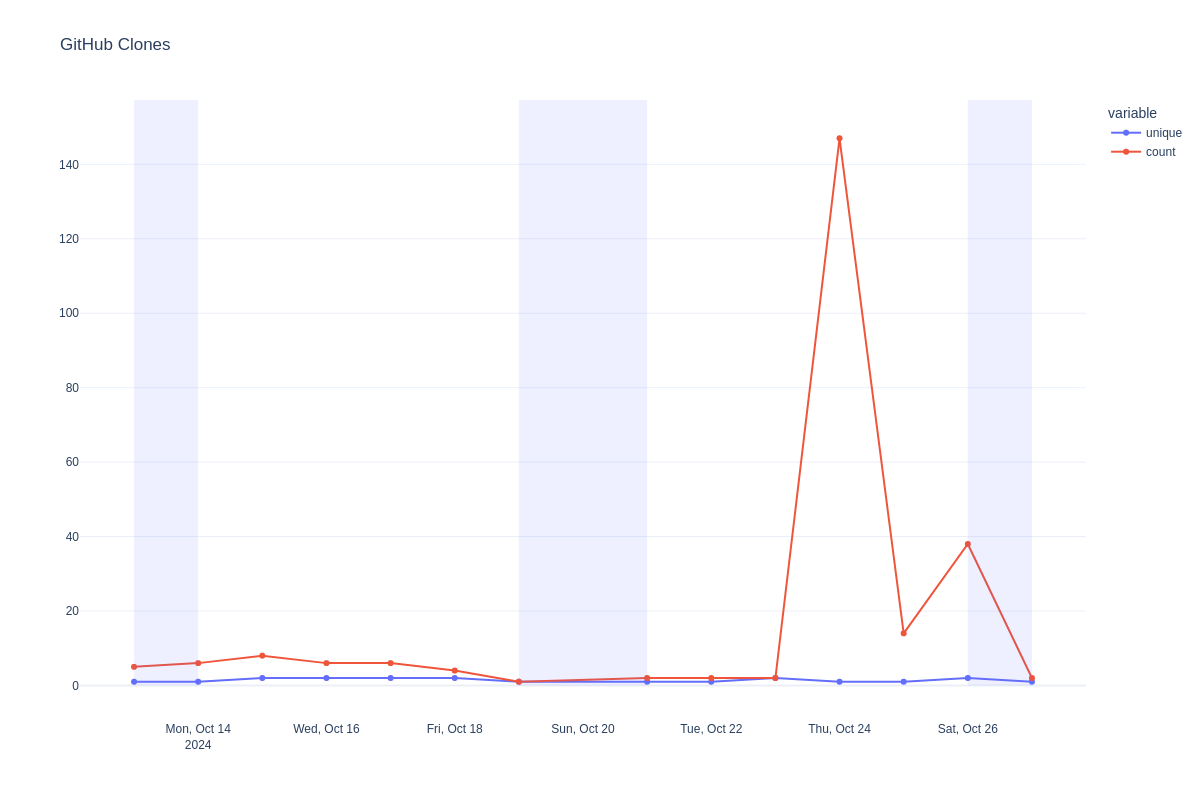 GitHub Clones
variable
unique
count
140
120
100
80
60
40
20
0
Mon, Oct 14
2024
Wed, Oct 16
Fri, Oct 18
Sun, Oct 20
Tue, Oct 22
Thu, Oct 24
Sat, Oct 26